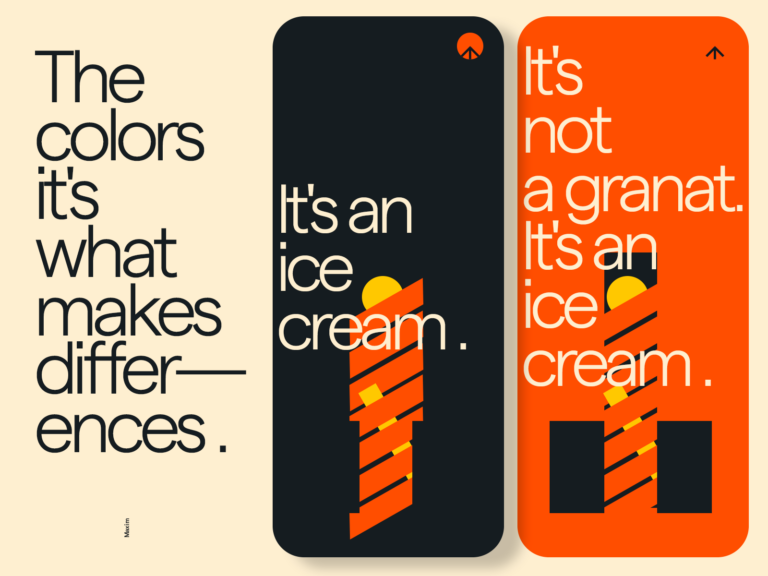 The
colors
it's
what
makes
differ—
ences .
Maxim
It's an
ice
cream .
It's
not
a granat.
It's an
ice
cream .